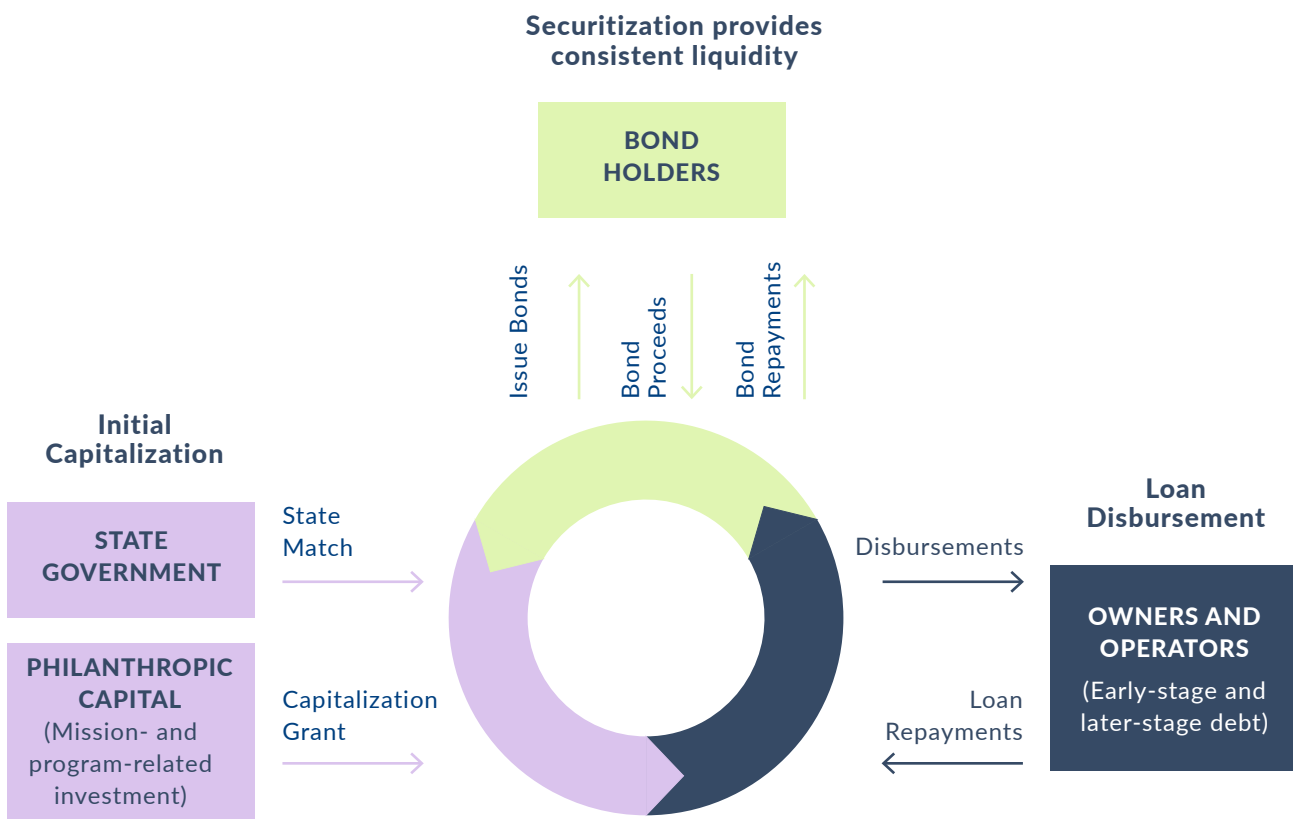 Securitization provides
consistent liquidity
BOND
HOLDERS
Issue Bonds
Bond
Proceeds
Bond
Repayments
Initial
Capitalization
STATE
GOVERNMENT
State
Match
PHILANTHROPIC
CAPITAL
(Mission- and
program-related
investment)
Capitalization
Grant
Loan
Disbursement
Disbursements
OWNERS AND
OPERATORS
(Early-stage and
later-stage debt)
Loan
Repayments